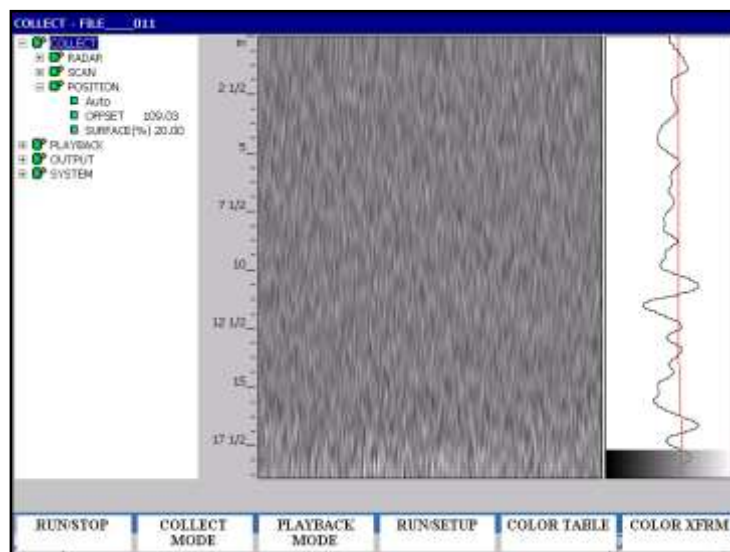 COLLECT - FILE____011
COLLECT
RADAR
SCAN
POSITION
Auto
OFFSET 109.03
SURFACE(%) 20.00
PLAYBACK
OUTPUT
SYSTEM
2 1/2
5
7 1/2
10
12 1/2
15
17 1/2
RUN/STOP
COLLECT MODE
PLAYBACK MODE
RUN/SETUP
COLOR TABLE
COLOR XFRM